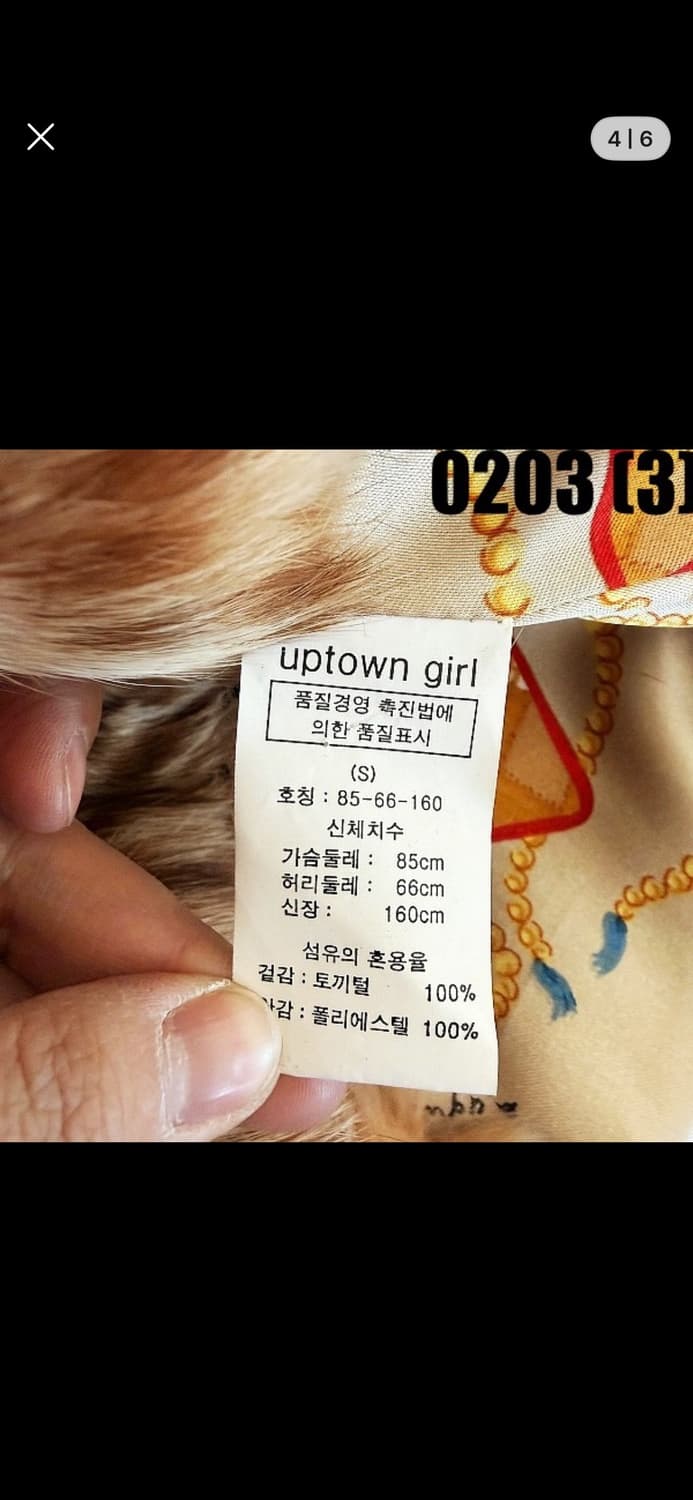 4|6
0203 (3)
uptown girl
품질경영 촉진법에
의한 품질표시
(S)
호칭 : 85-66-160
신체치수
가슴둘레 : 85cm
허리둘레 : 66cm
신장 : 160cm
섬유의 혼용율
겉감 : 토끼털 100%
안감 : 폴리에스텔 100%